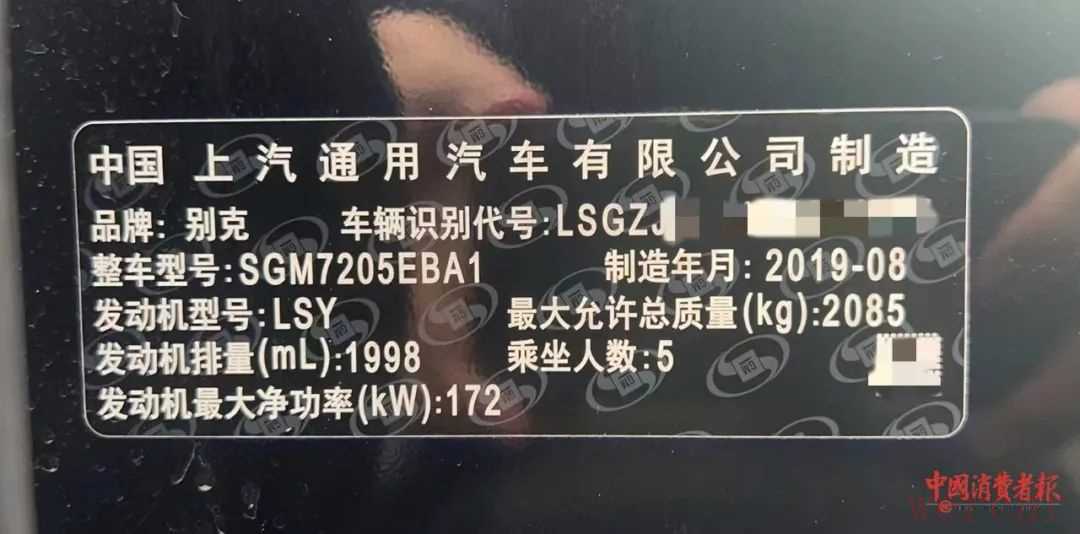 中国 上汽通用汽车有限公司制造
品牌: 别克 车辆识别代号:LSGZJ
整车型号:SGM7205EBA1 制造年月: 2019-08
发动机型号:LSY 最大允许总质量(kg):2085
发动机排量(mL):1998 乘坐人数:5
发动机最大净功率(kW):172
中国消费者报